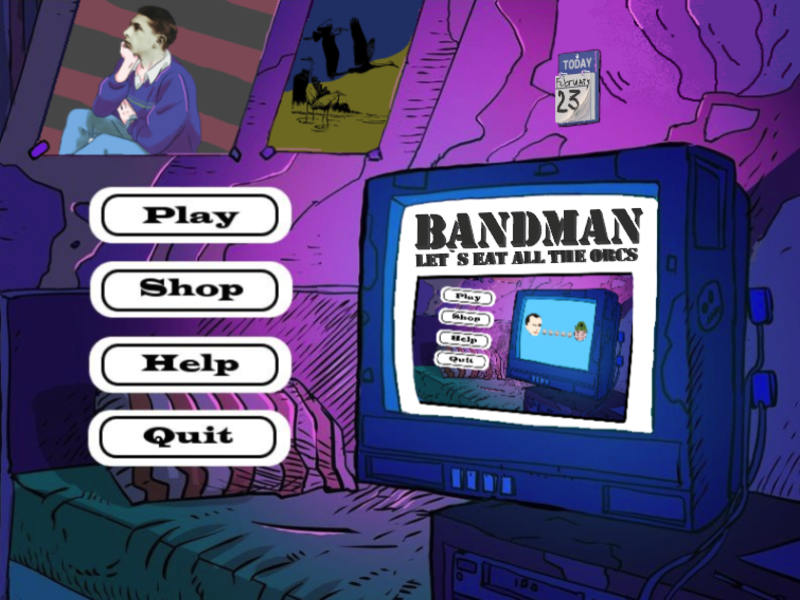 TODAY
February
23
Play
Shop
Help
Quit
BANDMAN
LET`S EAT ALL THE ORCS
Play
Shop
Help
Quit